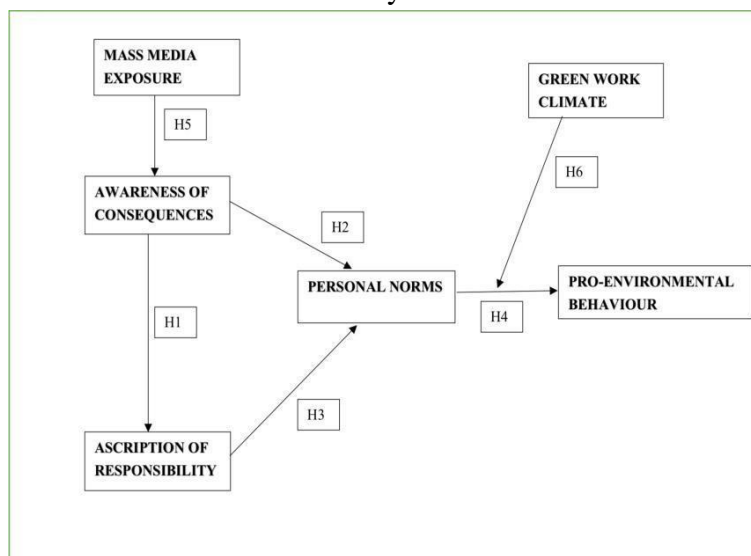 MASS MEDIA
EXPOSURE
GREEN WORK
CLIMATE
H5
H6
AWARENESS OF
CONSEQUENCES
H2
PERSONAL NORMS
PRO-ENVIRONMENTAL
BEHAVIOUR
H1
H4
H3
ASCRIPTION OF
RESPONSIBILITY